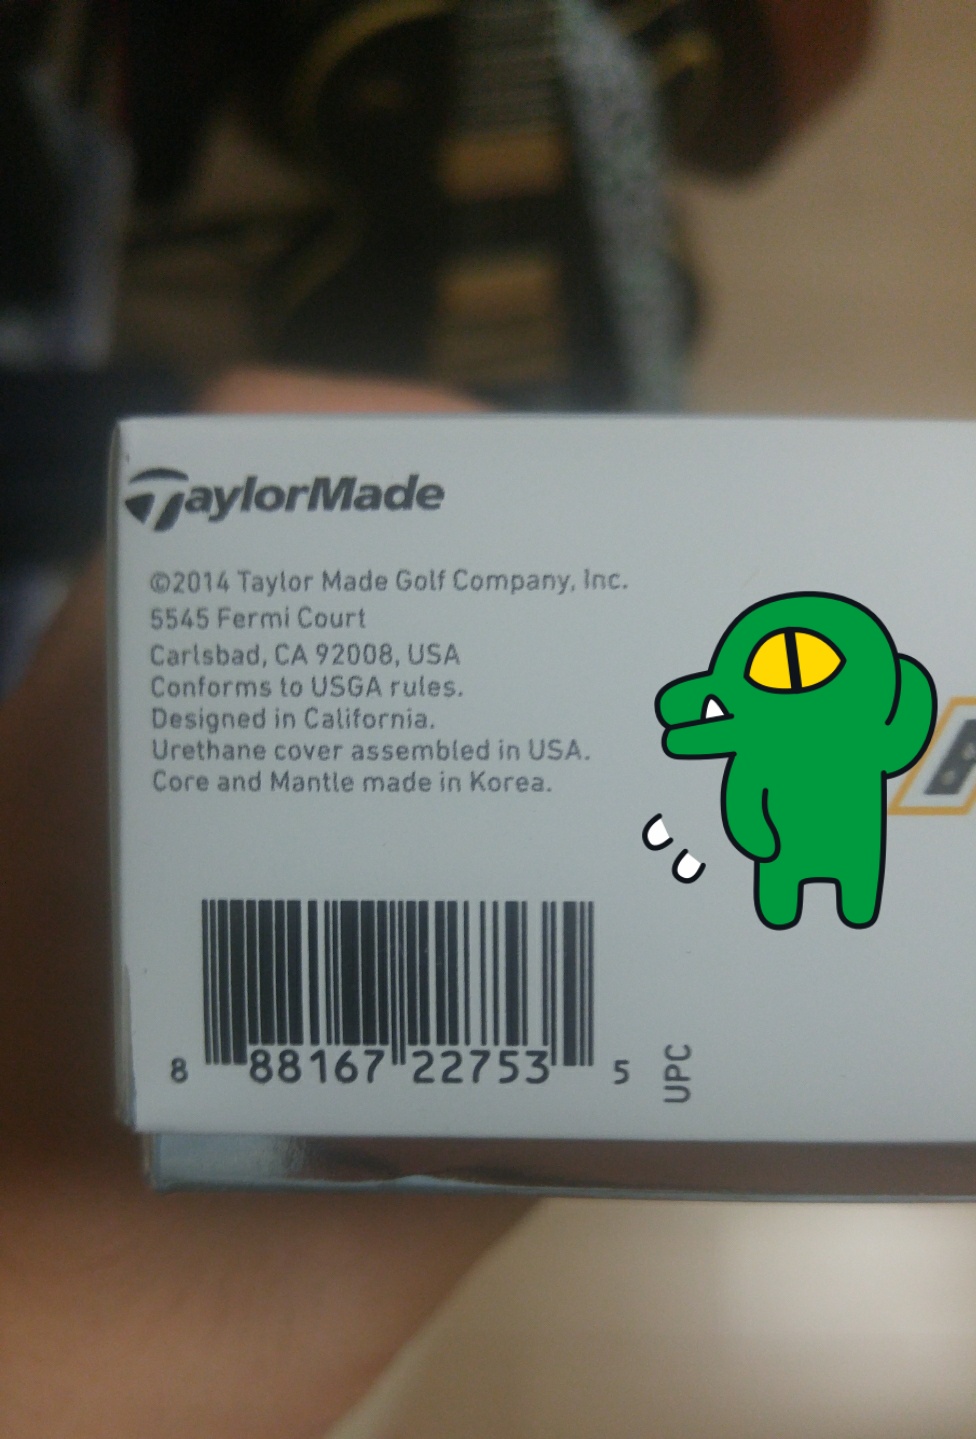 TaylorMade
©2014 Taylor Made Golf Company, Inc.
5545 Fermi Court
Carlsbad, CA 92008, USA
Conforms to USGA rules.
Designed in California.
Urethane cover assembled in USA.
Core and Mantle made in Korea.
8 88167 22753 5
UPC